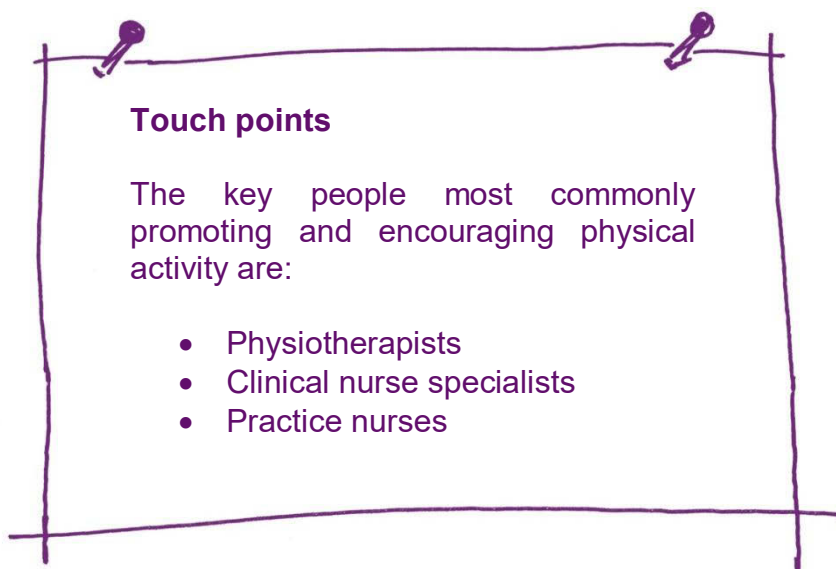 Touch points
The key people most commonly
promoting and encouraging physical
activity are:
• Physiotherapists
• Clinical nurse specialists
• Practice nurses